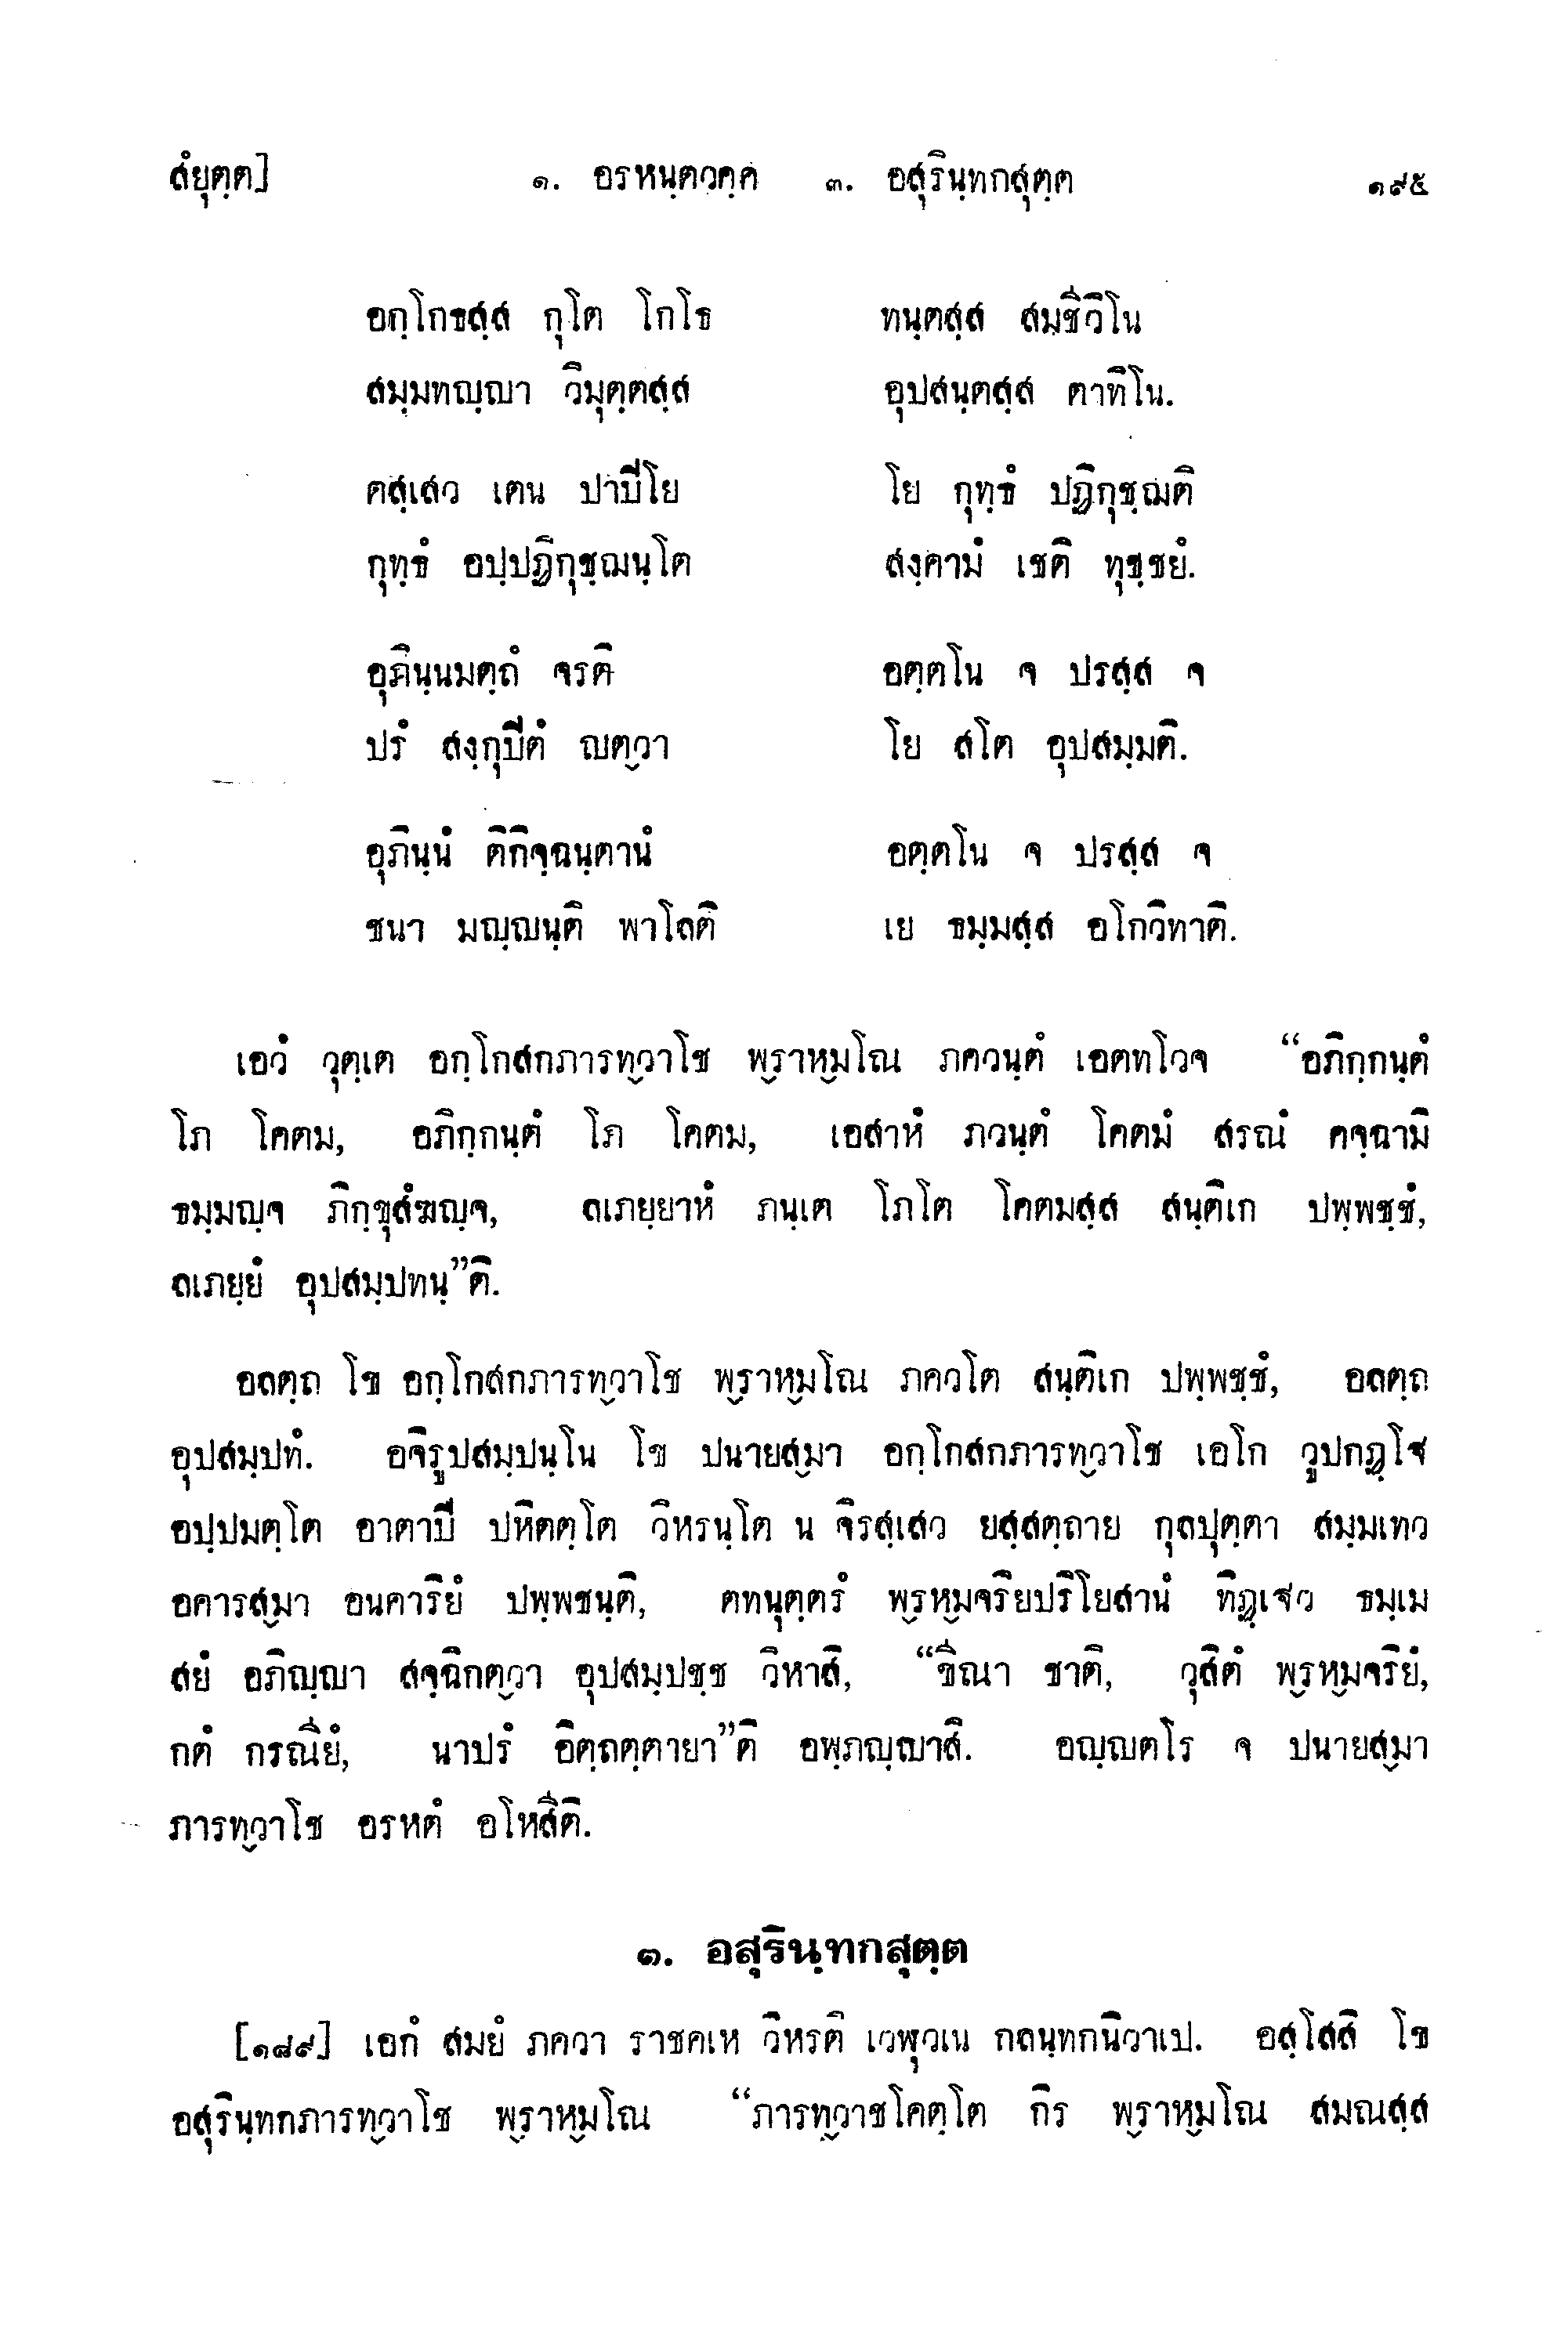 สํยุตฺต]  ๑. อรหนฺตวคฺค  ๓. อสุรินฺทกสุตฺต  ๑๙๕
อกฺโกธสฺส กุโต โกโธ  ทนฺตสฺส สมชีวิโน
สมฺมทญฺญา วิมุตฺตสฺส  อุปสนฺตสฺส ตาทิโน.
ตสฺเสว เตน ปาปิโย  โย กุทฺธํ ปฏิกุชฺฌติ
กุทฺธํ อปฺปฏิกุชฺฌนฺโต  สงฺคามํ เชติ ทุชฺชยํ.
อุภินฺนมตฺถํ จรติ  อตฺตโน จ ปรสฺส จ
ปรํ สงฺกุปิตํ ญตฺวา  โย สโต อุปสมฺมติ.
อุภินฺนํ ติกิจฺฉนฺตานํ  อตฺตโน จ ปรสฺส จ
ชนา มญฺญนฺติ พาโลติ  เย ธมฺมสฺส อโกวิทาติ.
เอวํ วุตฺเต อกฺโกสกภารทฺวาโช พฺราหฺมโณ ภควนฺตํ เอตทโวจ “อภิกฺกนฺตํ
โภ โคตม, อภิกฺกนฺตํ โภ โคตม, เอสาหํ ภวนฺตํ โคตมํ สรณํ คจฺฉามิ
ธมฺมญฺจ ภิกฺขุสํฆญฺจ, ลเภยฺยาหํ ภนฺเต โภโต โคตมสฺส สนฺติเก ปพฺพชฺชํ,
ลเภยฺยํ อุปสมฺปทนฺ”ติ.
อลตฺถ โข อกฺโกสกภารทฺวาโช พฺราหฺมโณ ภควโต สนฺติเก ปพฺพชฺชํ, อลตฺถ
อุปสมฺปทํ. อจิรูปสมฺปนฺโน โข ปนายสฺมา อกฺโกสกภารทฺวาโช เอโก วูปกฏฺโฐ
อปฺปมตฺโต อาตาปี ปหิตตฺโต วิหรนฺโต น จิรสฺเสว ยสฺสตฺถาย กุลปุตฺตา สมฺมเทว
อคารสฺมา อนคาริยํ ปพฺพชนฺติ, ตทนุตฺตรํ พฺรหฺมจริยปริโยสานํ ทิฏฺเฐว ธมฺเม
สยํ อภิญฺญา สจฺฉิกตฺวา อุปสมฺปชฺช วิหาสิ, “ขีณา ชาติ, วุสิตํ พฺรหฺมจริยํ,
กตํ กรณียํ, นาปรํ อิตฺถตฺตายา”ติ อพฺภญฺญาสิ. อญฺญตโร จ ปนายสฺมา
ภารทฺวาโช อรหตํ อโหสีติ.
๓. อสุรินฺทกสุตฺต
[๑๘๙] เอกํ สมยํ ภควา ราชคเห วิหรติ เวฬุวเน กลนฺทกนิวาเป. อสฺโสสิ โข
อสุรินฺทกภารทฺวาโช พฺราหฺมโณ “ภารทฺวาชโคตฺโต กิร พฺราหฺมโณ สมณสฺส